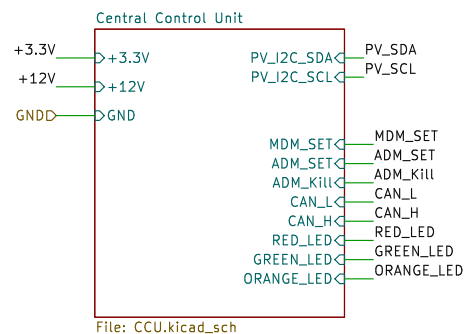 Central Control Unit
+3.3V
+3.3V
PV_I2C_SDA
PV_SDA
PV_I2C_SCL
PV_SCL
+12V
+12V
GND
GND
MDM_SET
MDM_SET
ADM_SET
ADM_SET
ADM_Kill
ADM_Kill
CAN_L
CAN_L
CAN_H
CAN_H
RED_LED
RED_LED
GREEN_LED
GREEN_LED
ORANGE_LED
ORANGE_LED
File: CCU.kicad_sch